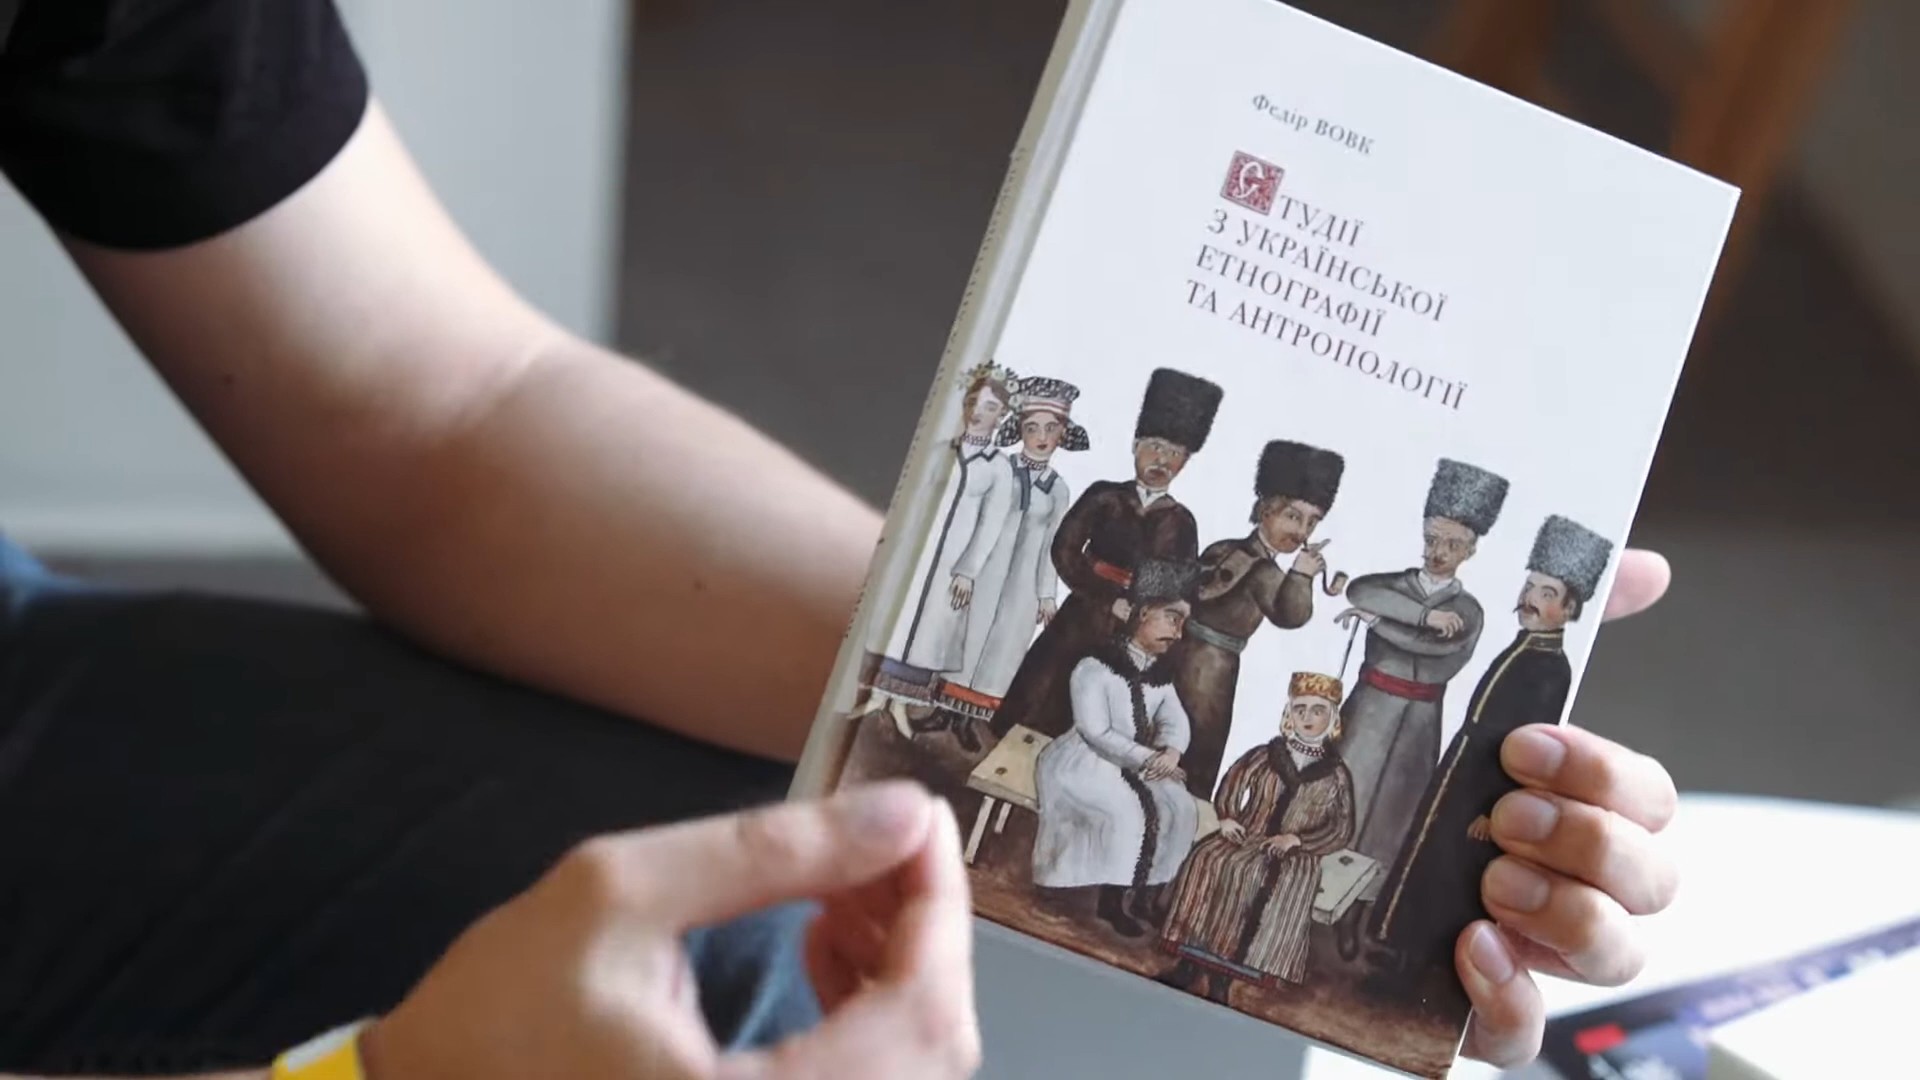 Федір ВОВК
СТУДІЇ
З УКРАЇНСЬКОЇ
ЕТНОГРАФІЇ
ТА АНТРОПОЛОГІЇ